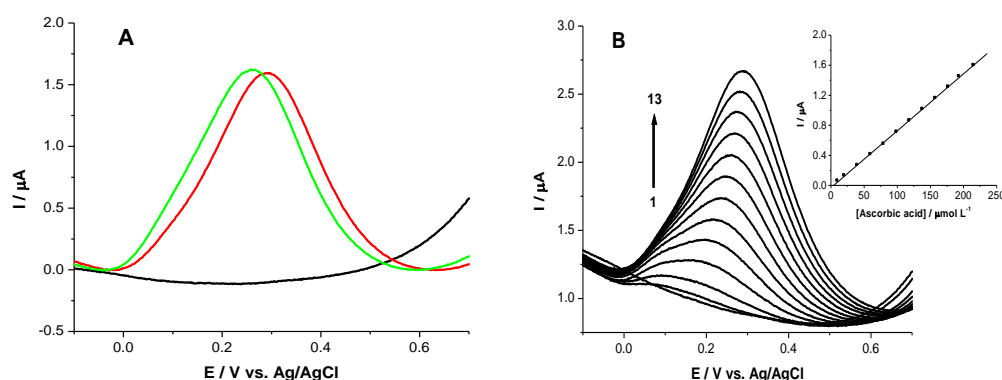 A
I / µA
2.0
1.5
1.0
0.5
0.0
-0.5
0.0 0.2 0.4 0.6
E / V vs. Ag/AgCl
B
I / µA
3.0
2.5
2.0
1.5
1.0
13
1
0.0 0.2 0.4 0.6
E / V vs. Ag/AgCl
I / µA
2.0
1.6
1.2
0.8
0.4
0.0
0 50 100 150 200 250
[Ascorbic acid] / µmol L⁻¹